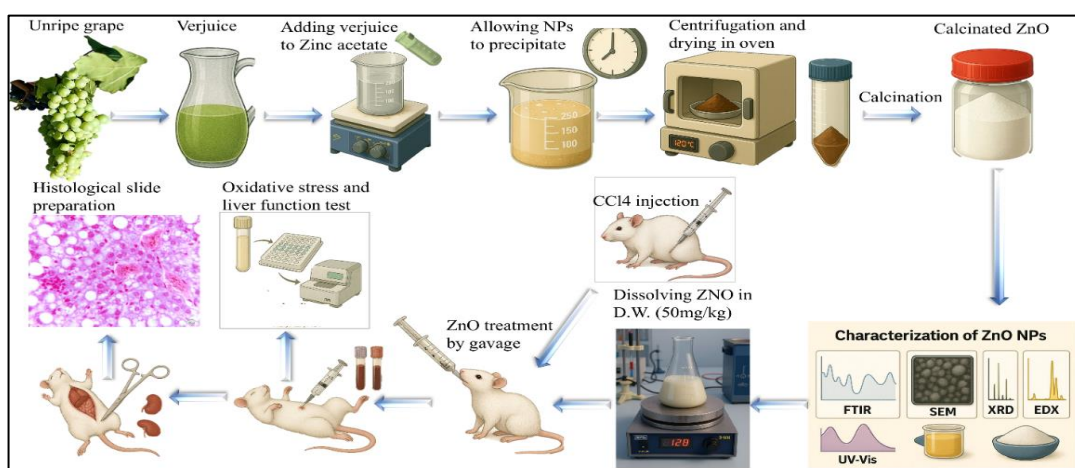 Unripe grape
Verjuice
Adding verjuice
to Zinc acetate
Allowing NPs
to precipitate
Centrifugation and
drying in oven
Calcinated ZnO
250
150
100
120°C
Calcination
Histological slide
preparation
Oxidative stress and
liver function test
CCl4 injection
Dissolving ZNO in
D.W. (50mg/kg)
ZnO treatment
by gavage
128
Characterization of ZnO NPs
FTIR
SEM
XRD
EDX
UV-Vis